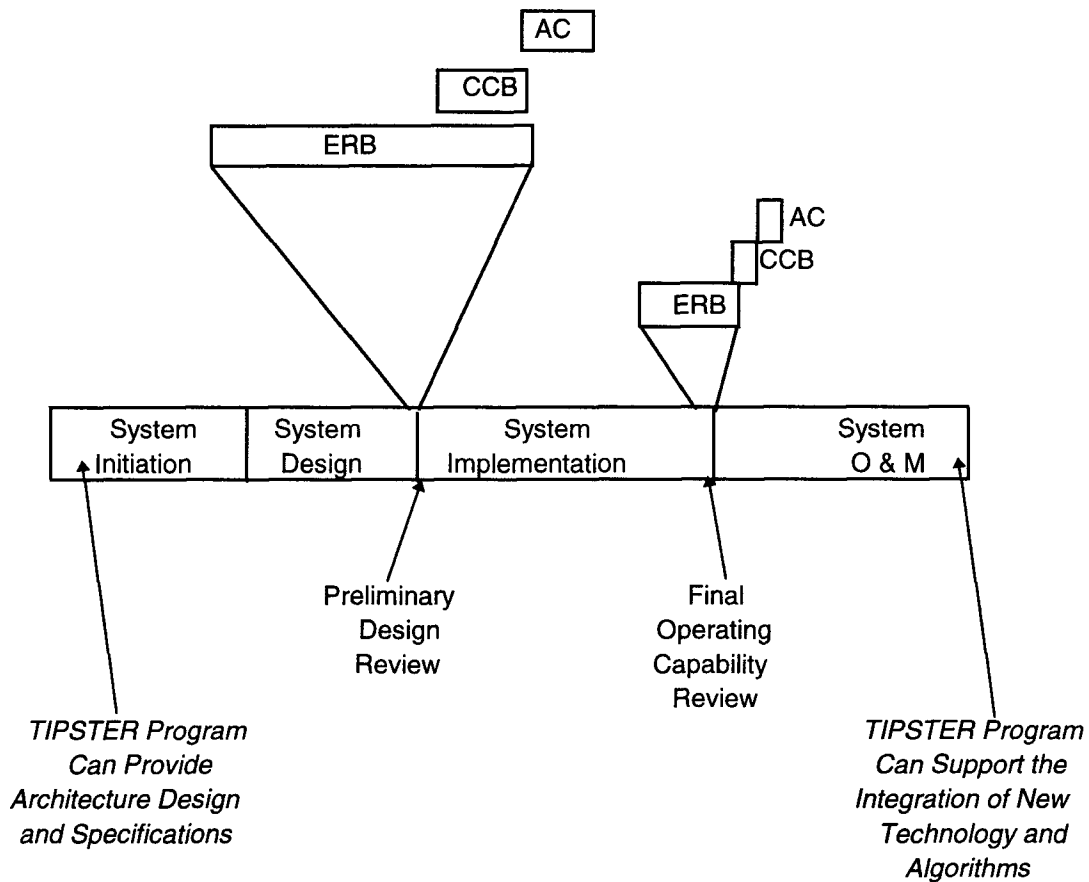 AC
CCB
ERB
AC
CCB
ERB
System
Initiation
System
Design
System
Implementation
System
O & M
Preliminary
Design
Review
Final
Operating
Capability
Review
TIPSTER Program
Can Provide
Architecture Design
and Specifications
TIPSTER Program
Can Support the
Integration of New
Technology and
Algorithms